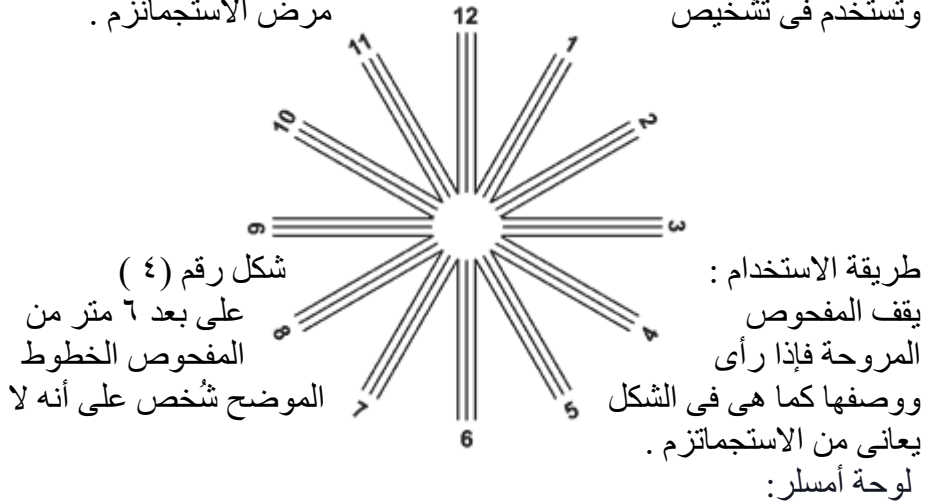 وتستخدم فى تشخيص مرض الاستجمانزم .
12
11 1
10 2
9 3
طريقة الاستخدام : شكل رقم (٤ )
يقف المفحوص على بعد ٦ متر من
8 4
المروحة فإذا رأى المفحوص الخطوط
ووصفها كما هى فى الشكل الموضح شُخص على أنه لا
7 5
6
يعانى من الاستجماتزم .
لوحة أمسلر: